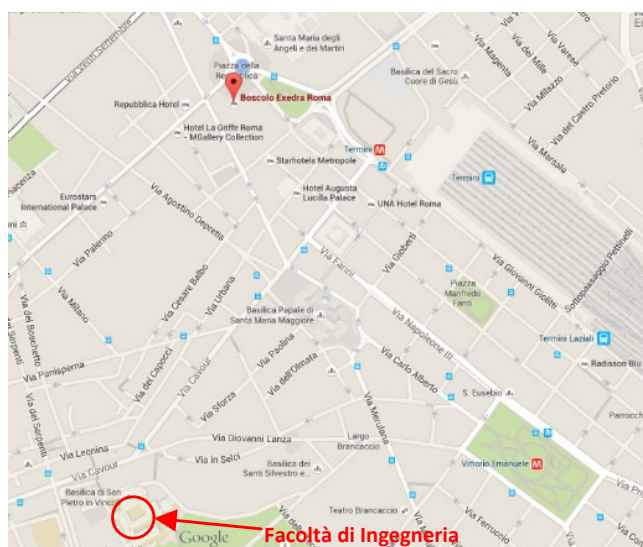 Santa Maria degli
Angeli e dei Martiri
Via Venti Settembre
Piazza della
Repubblica
Boscolo Exedra Roma
Basilica del Sacro
Cuore di Gesù
Via Magenta
Via dei Mille
Via Varese
Via Milazzo
Via del Castro Pretorio
Via Marsala
Repubblica Hotel
Hotel La Griffe Roma
- MGallery Collection
Starhotels Metropole
Termini
Termini
Hotel Augusta
Lucilla Palace
UNA Hotel Roma
Eurostars
International Palace
Via Agostino Depretis
Via Palermo
Via Milano
Via Cesare Balbo
Via Urbana
Via Farini
Via Gioberti
Via Giovanni Giolitti
Sottopassaggio Pettinelli
Piazza
Manfredo
Fanti
Via Napoleone III
Basilica Papale di
Santa Maria Maggiore
Termini Laziali
Radisson Blu
Via del Boschetto
Via dei Serpenti
Via Panisperna
Via dei Capocci
Via Cavour
Via Paolina
Via dell'Olmata
Via Sforza
Via Carlo Alberto
Via Merulana
S. Eusebio
Parrocch
Via Giovanni Lanza
Largo
Brancaccio
Via Leonina
Via in Selci
Via Cavour
Basilica dei
Santi Silvestro e...
Vittorio Emanuele
Basilica di San
Pietro in Vincoli
Teatro Brancaccio
Via Ferruccio
Google
Facoltà di Ingegneria